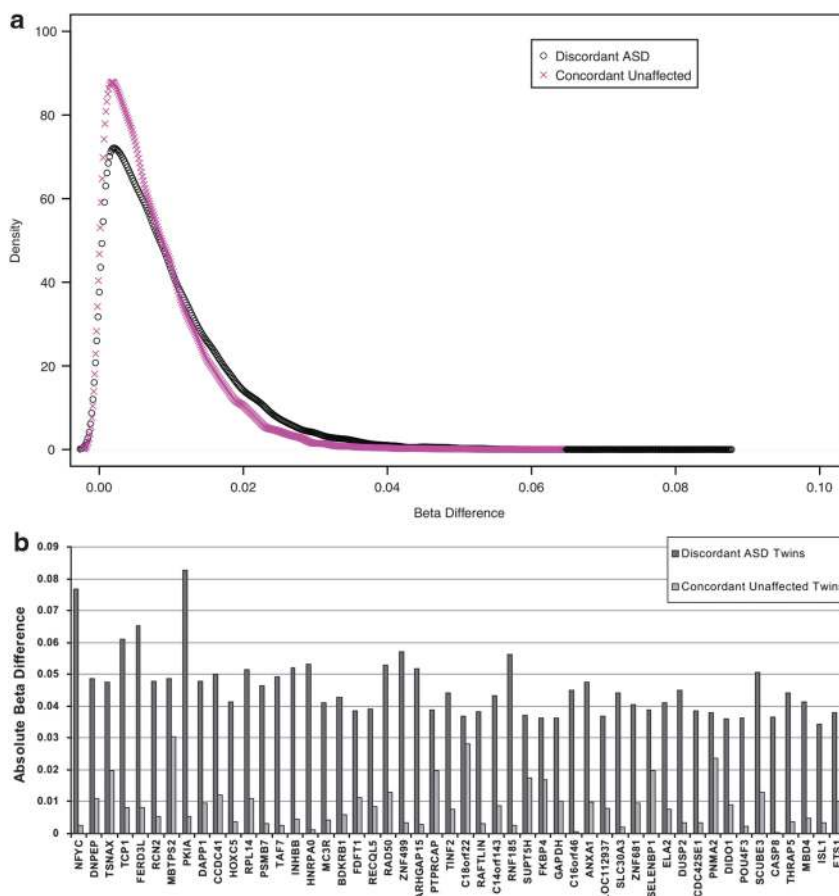 a
100
80
60
40
20
0
Density
Discordant ASD
Concordant Unaffected
0.00 0.02 0.04 0.06 0.08 0.10
Beta Difference
b
0.09
0.08
0.07
0.06
0.05
0.04
0.03
0.02
0.01
0
Absolute Beta Difference
Discordant ASD Twins
Concordant Unaffected Twins
NFYC
DNPEP
TSNAX
TCP1
FERD3L
RCN2
MBTPS2
PKIA
DAPP1
CCDC41
HOXC5
RPL14
PSMB7
TAF7
INHBB
HNRPA0
MC3R
BDKRB1
FDFT1
RECQL5
RAD50
ZNF499
ARHGAP15
PTPRCAP
TINF2
C18orf22
RAFTLIN
C14orf143
RNF185
SUPT5H
FKBP4
GAPDH
C16orf46
ANXA1
OC112937
SLC30A3
ZNF681
SELENBP1
ELA2
DUSP2
CDC42SE1
PNMA2
DIDO1
POU4F3
SCUBE3
CASP8
THRAP5
MBD4
ISL1